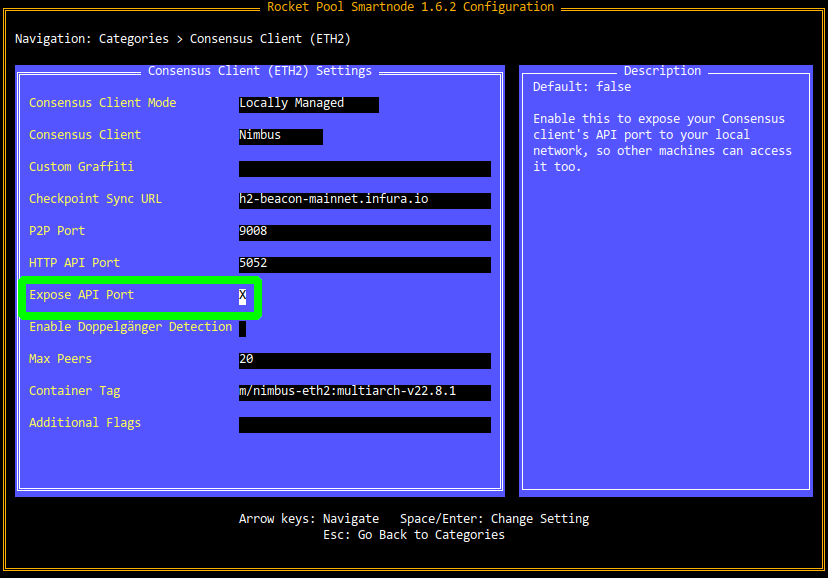 Rocket Pool Smartnode 1.6.2 Configuration
Navigation: Categories > Consensus Client (ETH2)
Consensus Client (ETH2) Settings
Consensus Client Mode Locally Managed
Consensus Client Nimbus
Custom Graffiti
Checkpoint Sync URL h2-beacon-mainnet.infura.io
P2P Port 9008
HTTP API Port 5052
Expose API Port X
Enable Doppelgänger Detection
Max Peers 20
Container Tag m/nimbus-eth2:multiarch-v22.8.1
Additional Flags
Description
Default: false
Enable this to expose your Consensus
client's API port to your local
network, so other machines can access
it too.
Arrow keys: Navigate Space/Enter: Change Setting
Esc: Go Back to Categories